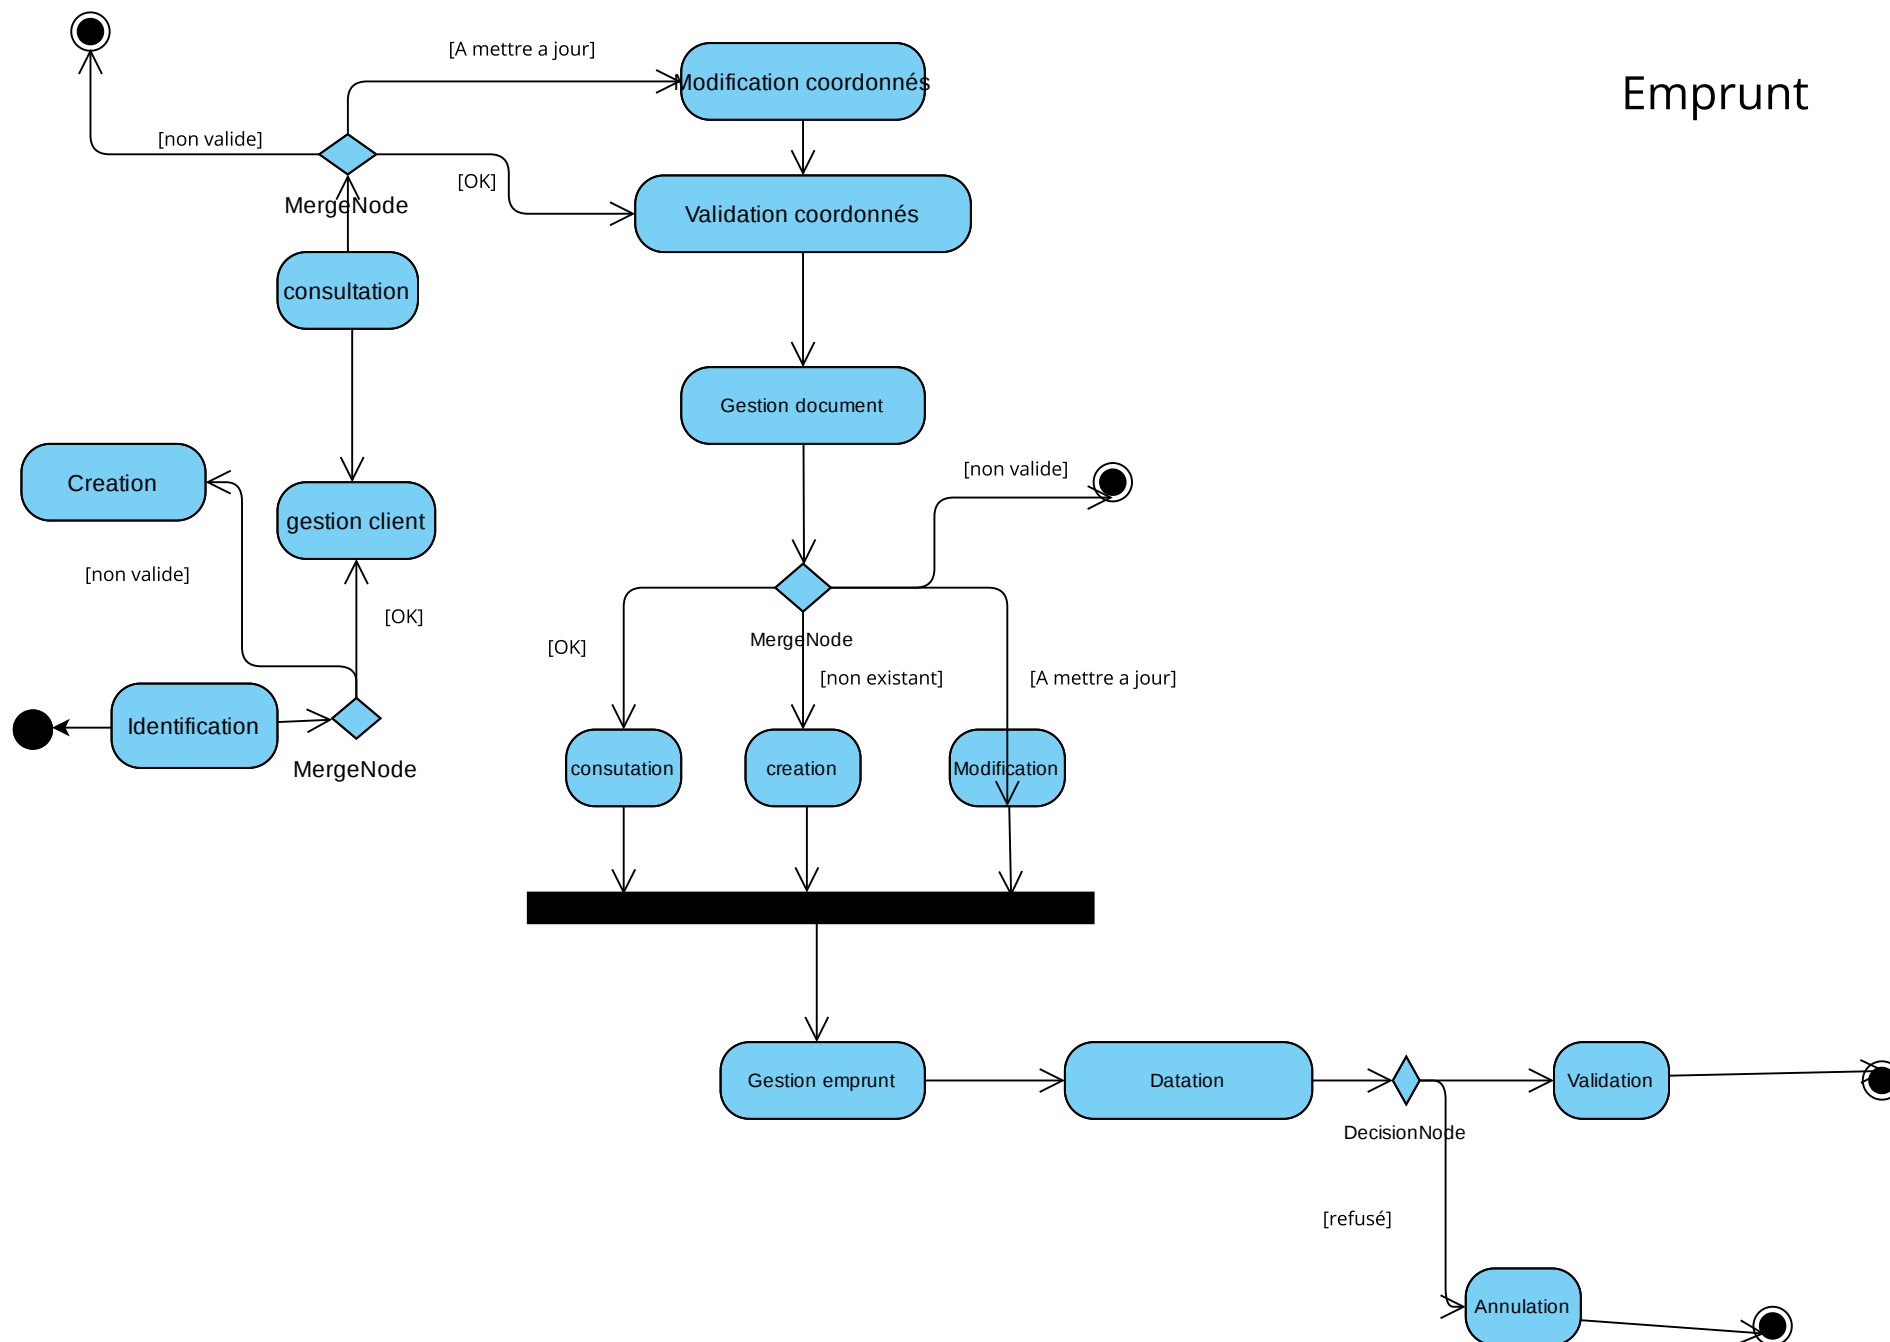 [A mettre a jour]
Modification coordonnés
Emprunt
[non valide]
[OK]
MergeNode
Validation coordonnés
consultation
Gestion document
[non valide]
Creation
gestion client
[non valide]
[OK]
MergeNode
[OK]
[non existant]
[A mettre a jour]
Identification
MergeNode
consutation
creation
Modification
Gestion emprunt
Datation
Validation
DecisionNode
[refusé]
Annulation